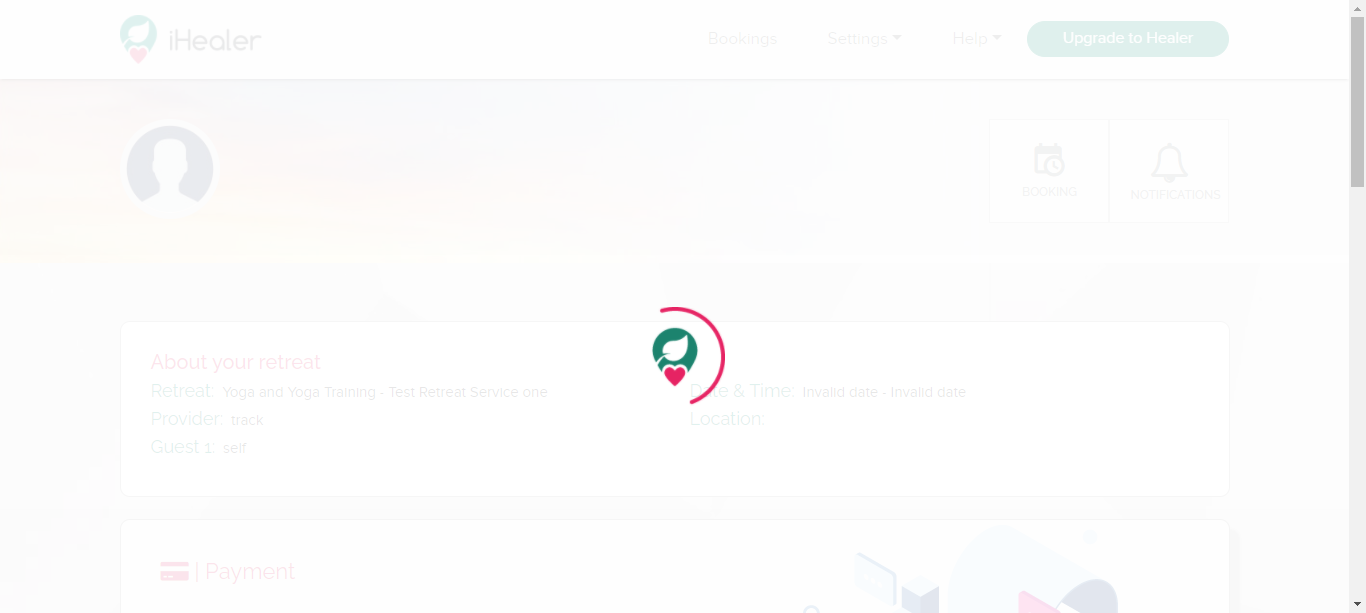 iHealer
Bookings
Settings
Help
Upgrade to Healer
BOOKING
NOTIFICATIONS
About your retreat
Retreat: Yoga and Yoga Training - Test Retreat Service one
Date & Time: Invalid date - Invalid date
Provider: track
Location:
Guest 1: self
| Payment